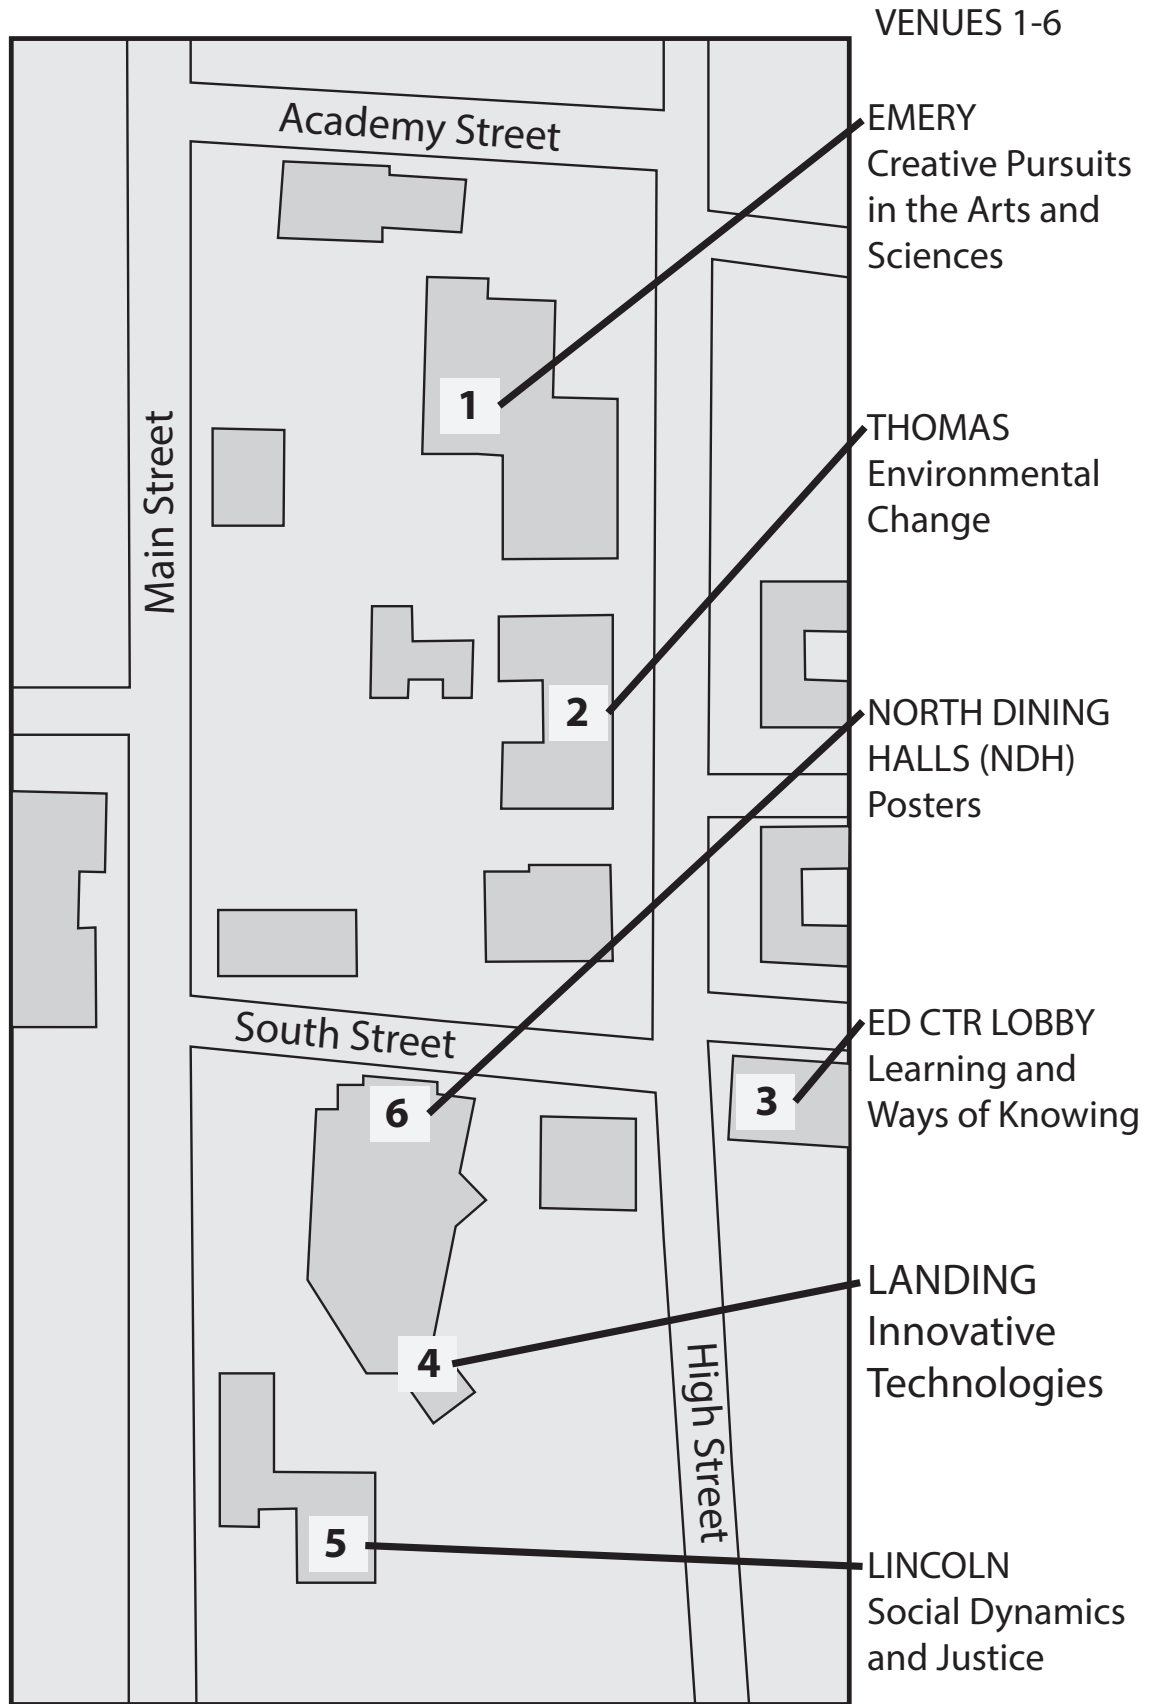 VENUES 1-6
Academy Street
EMERY
Creative Pursuits
in the Arts and
Sciences
1
Main Street
THOMAS
Environmental
Change
2
NORTH DINING
HALLS (NDH)
Posters
South Street
ED CTR LOBBY
Learning and
Ways of Knowing
3
6
LANDING
Innovative
Technologies
4
High Street
5
LINCOLN
Social Dynamics
and Justice